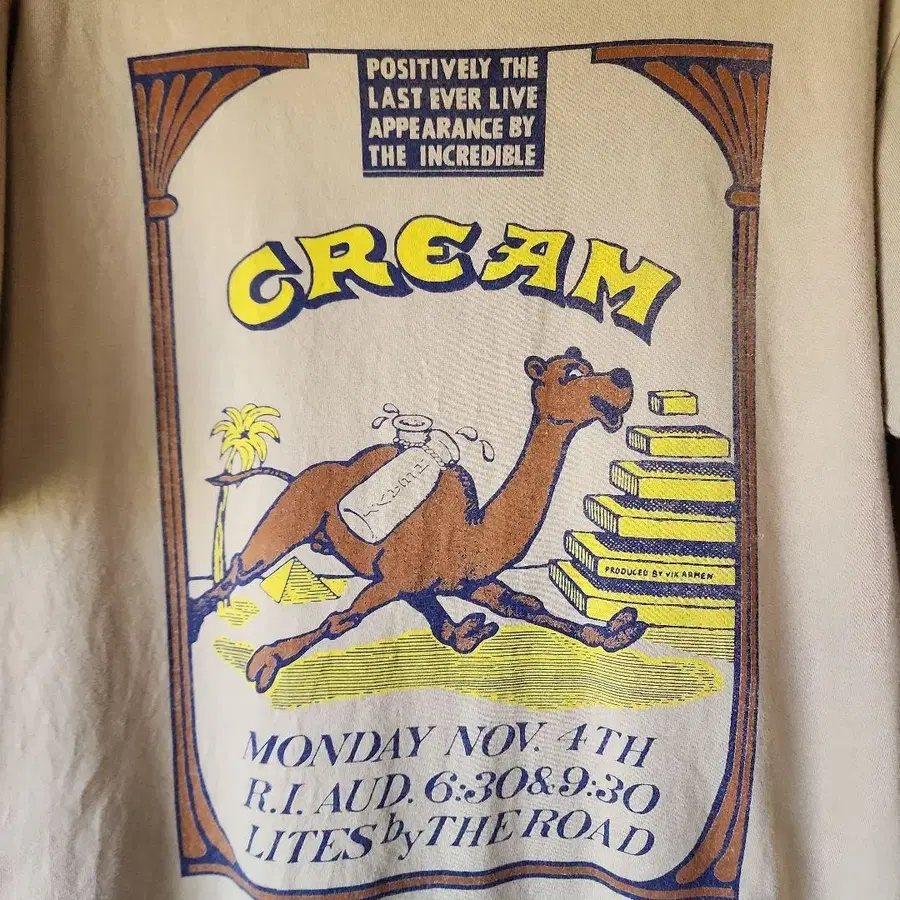 POSITIVELY THE
LAST EVER LIVE
APPEARANCE BY
THE INCREDIBLE
CREAM
PRODUCED BY VIK ARMEN
MONDAY NOV. 4TH
R.I. AUD. 6:30&9:30
LITES by THE ROAD